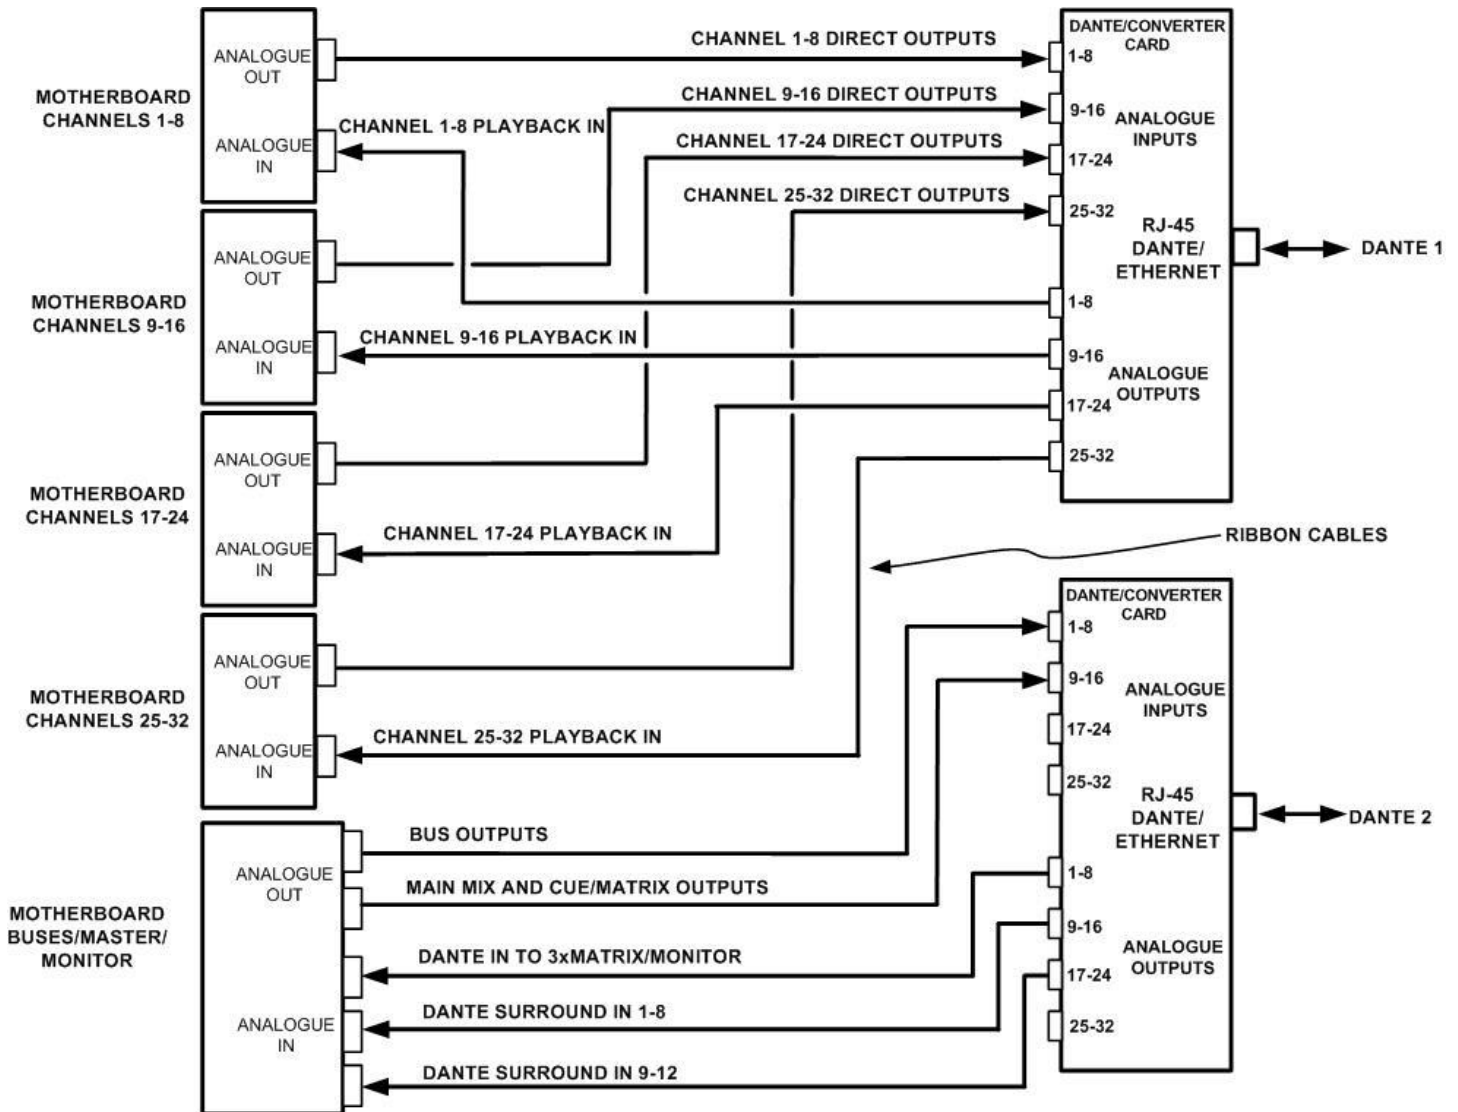 MOTHERBOARD
CHANNELS 1-8
ANALOGUE
OUT
ANALOGUE
IN
CHANNEL 1-8 DIRECT OUTPUTS
CHANNEL 9-16 DIRECT OUTPUTS
CHANNEL 1-8 PLAYBACK IN
CHANNEL 17-24 DIRECT OUTPUTS
CHANNEL 25-32 DIRECT OUTPUTS
DANTE/CONVERTER
CARD
1-8
9-16
ANALOGUE
INPUTS
17-24
25-32
RJ-45
DANTE/
ETHERNET
DANTE 1
1-8
9-16
ANALOGUE
OUTPUTS
17-24
25-32
MOTHERBOARD
CHANNELS 9-16
ANALOGUE
OUT
ANALOGUE
IN
CHANNEL 9-16 PLAYBACK IN
MOTHERBOARD
CHANNELS 17-24
ANALOGUE
OUT
ANALOGUE
IN
CHANNEL 17-24 PLAYBACK IN
RIBBON CABLES
MOTHERBOARD
CHANNELS 25-32
ANALOGUE
OUT
ANALOGUE
IN
CHANNEL 25-32 PLAYBACK IN
DANTE/CONVERTER
CARD
1-8
9-16
ANALOGUE
INPUTS
17-24
25-32
RJ-45
DANTE/
ETHERNET
DANTE 2
1-8
9-16
ANALOGUE
OUTPUTS
17-24
25-32
MOTHERBOARD
BUSES/MASTER/
MONITOR
ANALOGUE
OUT
ANALOGUE
IN
BUS OUTPUTS
MAIN MIX AND CUE/MATRIX OUTPUTS
DANTE IN TO 3xMATRIX/MONITOR
DANTE SURROUND IN 1-8
DANTE SURROUND IN 9-12